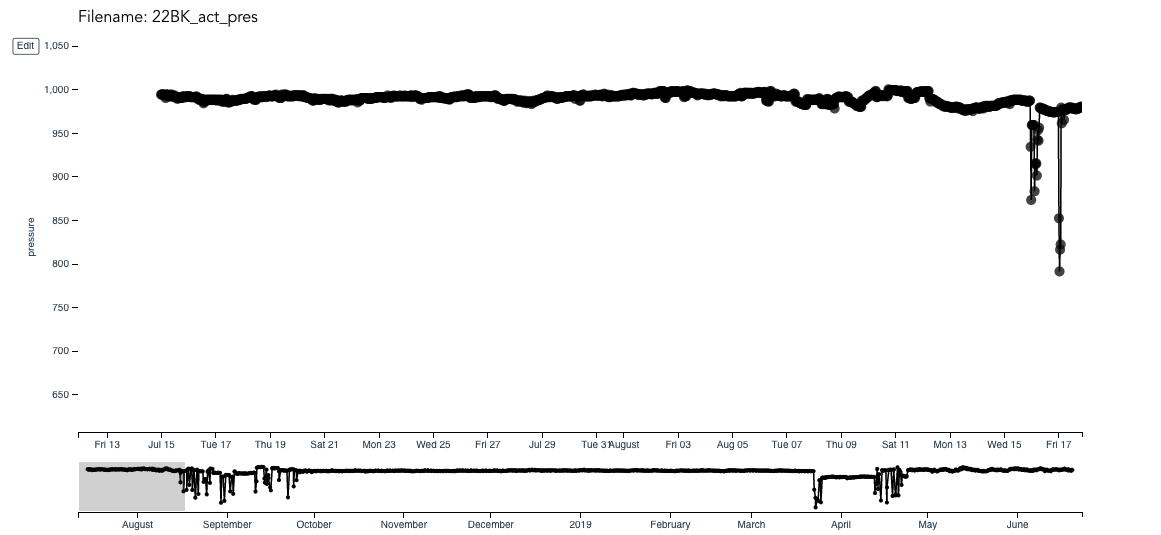 Filename: 22BK_act_pres
Edit
1,050
1,000
950
900
850
800
750
700
650
pressure
Fri 13 Jul 15 Tue 17 Thu 19 Sat 21 Mon 23 Wed 25 Fri 27 Jul 29 Tue 31 August Fri 03 Aug 05 Tue 07 Thu 09 Sat 11 Mon 13 Wed 15 Fri 17
August September October November December 2019 February March April May June